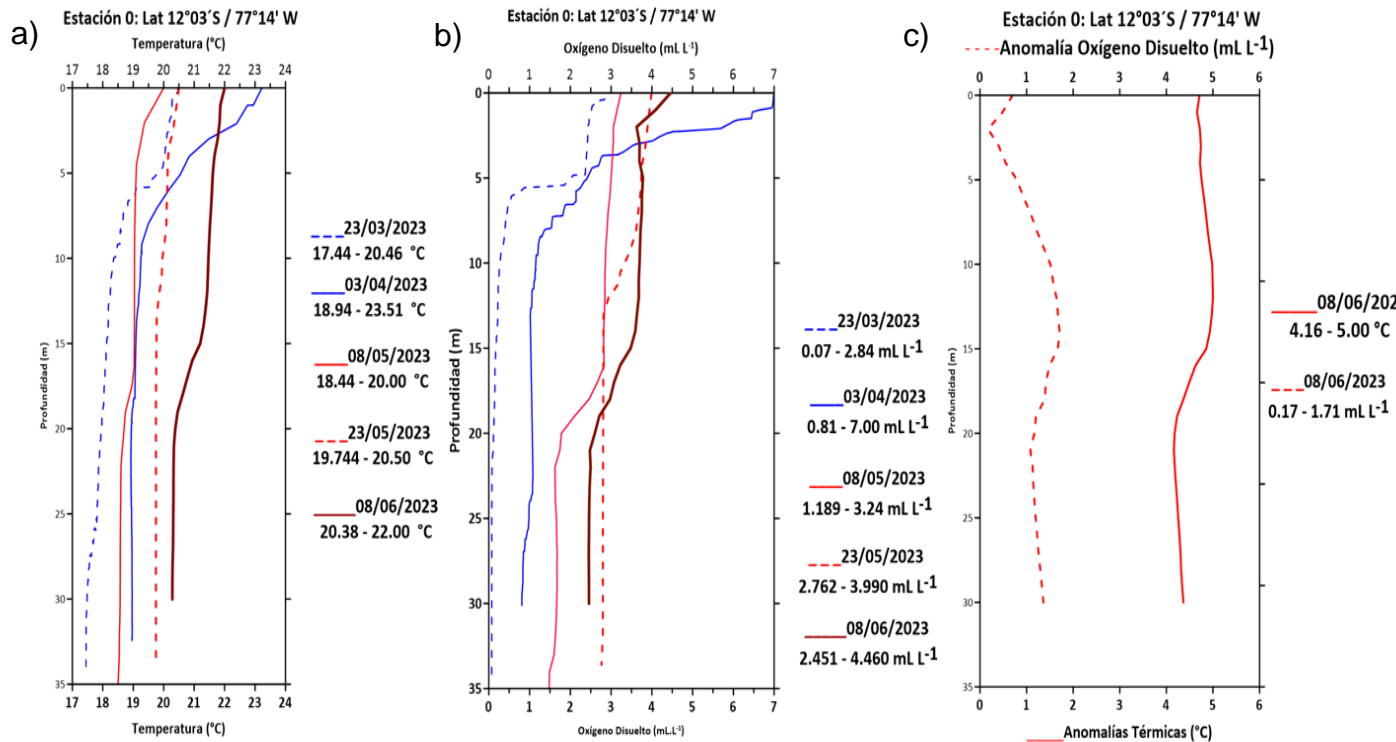 a)
Estación 0: Lat 12°03´S / 77°14' W
Temperatura (°C)
17 18 19 20 21 22 23 24
0
5
10
15
20
25
30
35
Profundidad (m)
17 18 19 20 21 22 23 24
Temperatura (°C)
23/03/2023
17.44 - 20.46 °C
03/04/2023
18.94 - 23.51 °C
08/05/2023
18.44 - 20.00 °C
23/05/2023
19.744 - 20.50 °C
08/06/2023
20.38 - 22.00 °C
b)
Estación 0: Lat 12°03´S / 77°14' W
Oxígeno Disuelto (mL L-1)
0 1 2 3 4 5 6 7
0
5
10
15
20
25
30
35
Profundidad (m)
0 1 2 3 4 5 6 7
Oxígeno Disuelto (mL.L-1)
23/03/2023
0.07 - 2.84 mL L-1
03/04/2023
0.81 - 7.00 mL L-1
08/05/2023
1.189 - 3.24 mL L-1
23/05/2023
2.762 - 3.990 mL L-1
08/06/2023
2.451 - 4.460 mL L-1
c)
Estación 0: Lat 12°03´S / 77°14' W
Anomalía Oxígeno Disuelto (mL L-1)
0 1 2 3 4 5 6
0
5
10
15
20
25
30
35
Profundidad (m)
0 1 2 3 4 5 6
Anomalías Térmicas (°C)
08/06/202
4.16 - 5.00 °C
08/06/2023
0.17 - 1.71 mL L-1